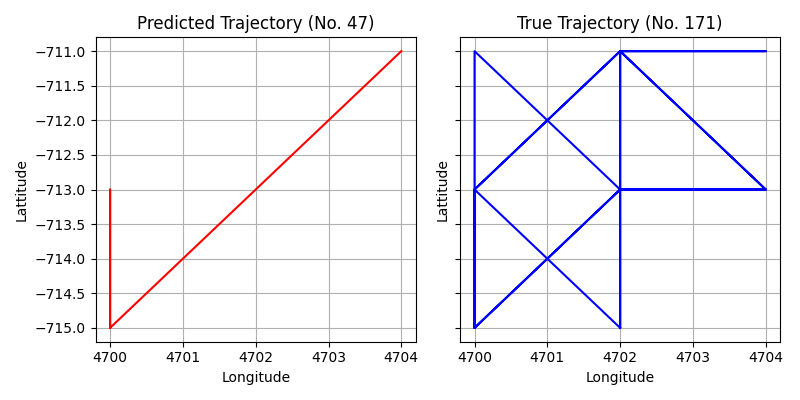 Predicted Trajectory (No. 47)
True Trajectory (No. 171)
Lattitude
−711.0
−711.5
−712.0
−712.5
−713.0
−713.5
−714.0
−714.5
−715.0
4700 4701 4702 4703 4704
Longitude
Lattitude
4700 4701 4702 4703 4704
Longitude